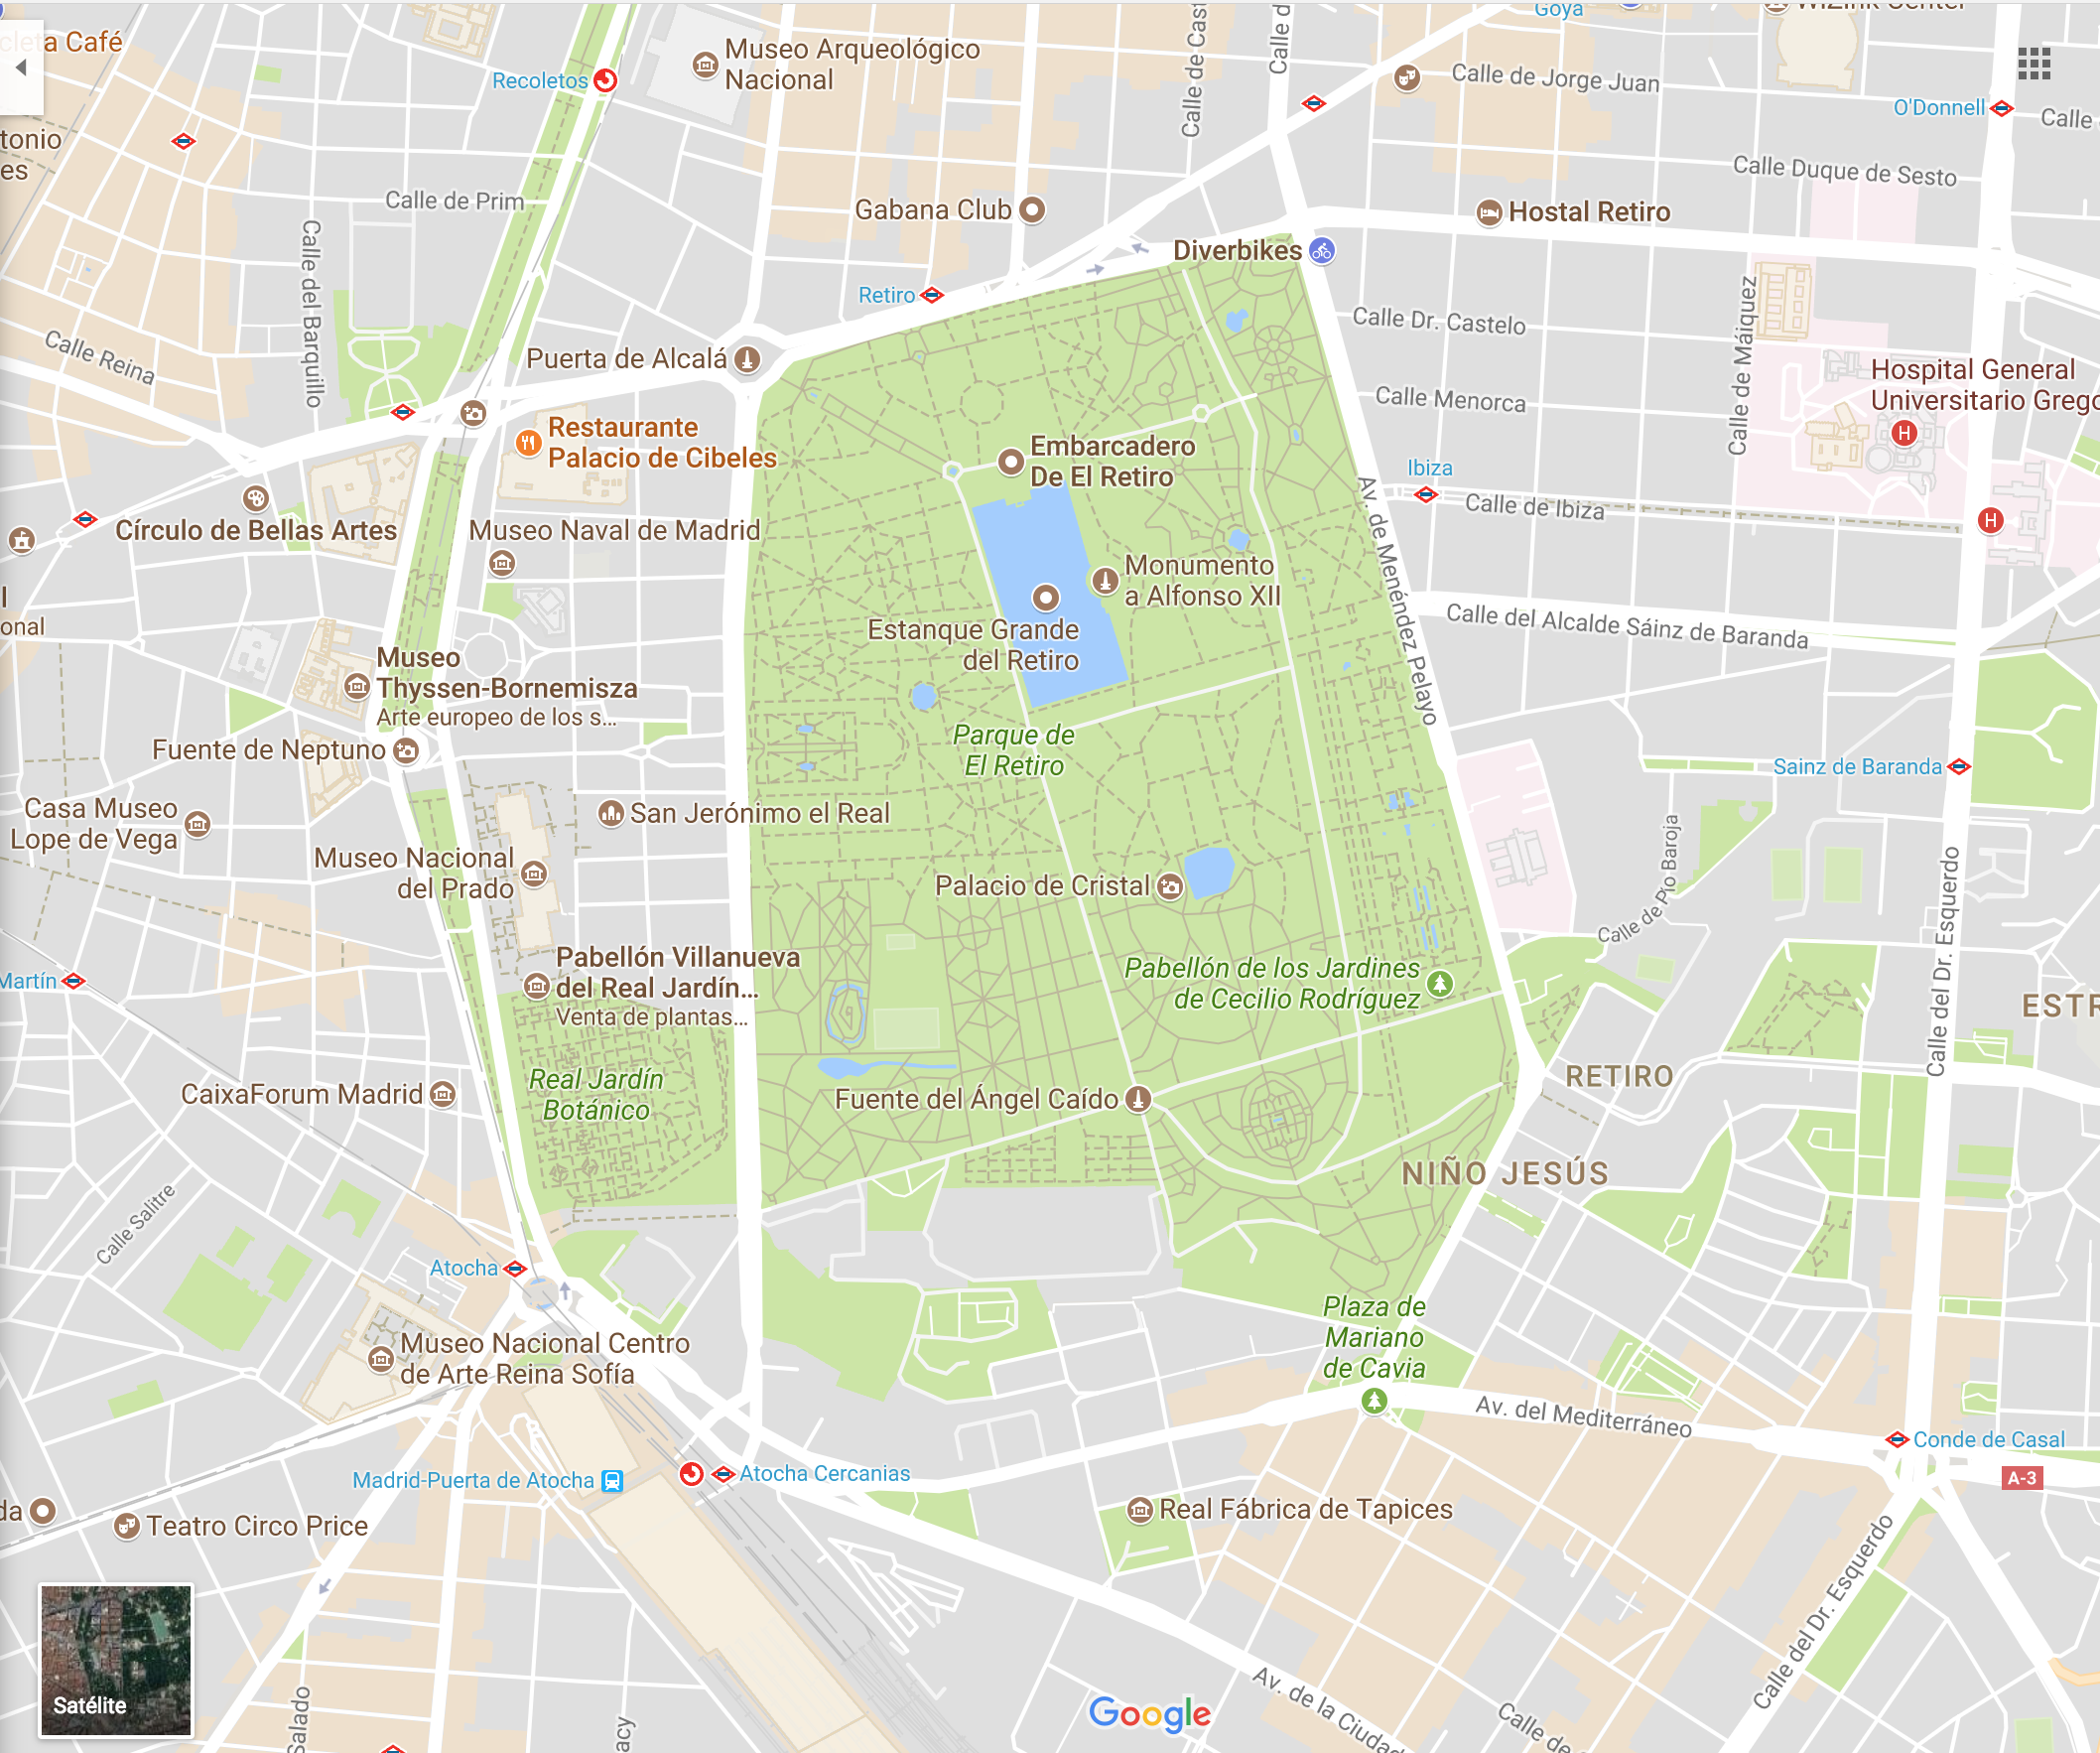 Goya
WiZink Center
cleta Café
Museo Arqueológico
Nacional
Recoletos
Calle de Jorge Juan
O'Donnell
Calle
Calle de Cast
Calle d
tonio
es
Calle Duque de Sesto
Calle de Prim
Gabana Club
Hostal Retiro
Diverbikes
Calle del Barquillo
Retiro
Calle Dr. Castelo
Calle de Máiquez
Calle Reina
Puerta de Alcalá
Hospital General
Universitario Grego
Calle Menorca
H
Restaurante
Palacio de Cibeles
Embarcadero
De El Retiro
Ibiza
Calle de Ibiza
H
Círculo de Bellas Artes
Museo Naval de Madrid
Monumento
a Alfonso XII
Av. de Menéndez Pelayo
l
onal
Estanque Grande
del Retiro
Calle del Alcalde Sáinz de Baranda
Museo
Thyssen-Bornemisza
Arte europeo de los s...
Fuente de Neptuno
Parque de
El Retiro
Sainz de Baranda
Casa Museo
Lope de Vega
San Jerónimo el Real
Museo Nacional
del Prado
Palacio de Cristal
Calle de Pío Baroja
Calle del Dr. Esquerdo
Martín
Pabellón Villanueva
del Real Jardín...
Venta de plantas...
Pabellón de los Jardines
de Cecilio Rodríguez
ESTR
Real Jardín
Botánico
CaixaForum Madrid
Fuente del Ángel Caído
RETIRO
NIÑO JESÚS
Calle Salitre
Atocha
Plaza de
Mariano
de Cavia
Museo Nacional Centro
de Arte Reina Sofía
Av. del Mediterráneo
Conde de Casal
A-3
Madrid-Puerta de Atocha
Atocha Cercanias
da
Teatro Circo Price
Real Fábrica de Tapices
Calle del Dr. Esquerdo
Satélite
Salado
acy
Google
Av. de la Ciudad
Calle de